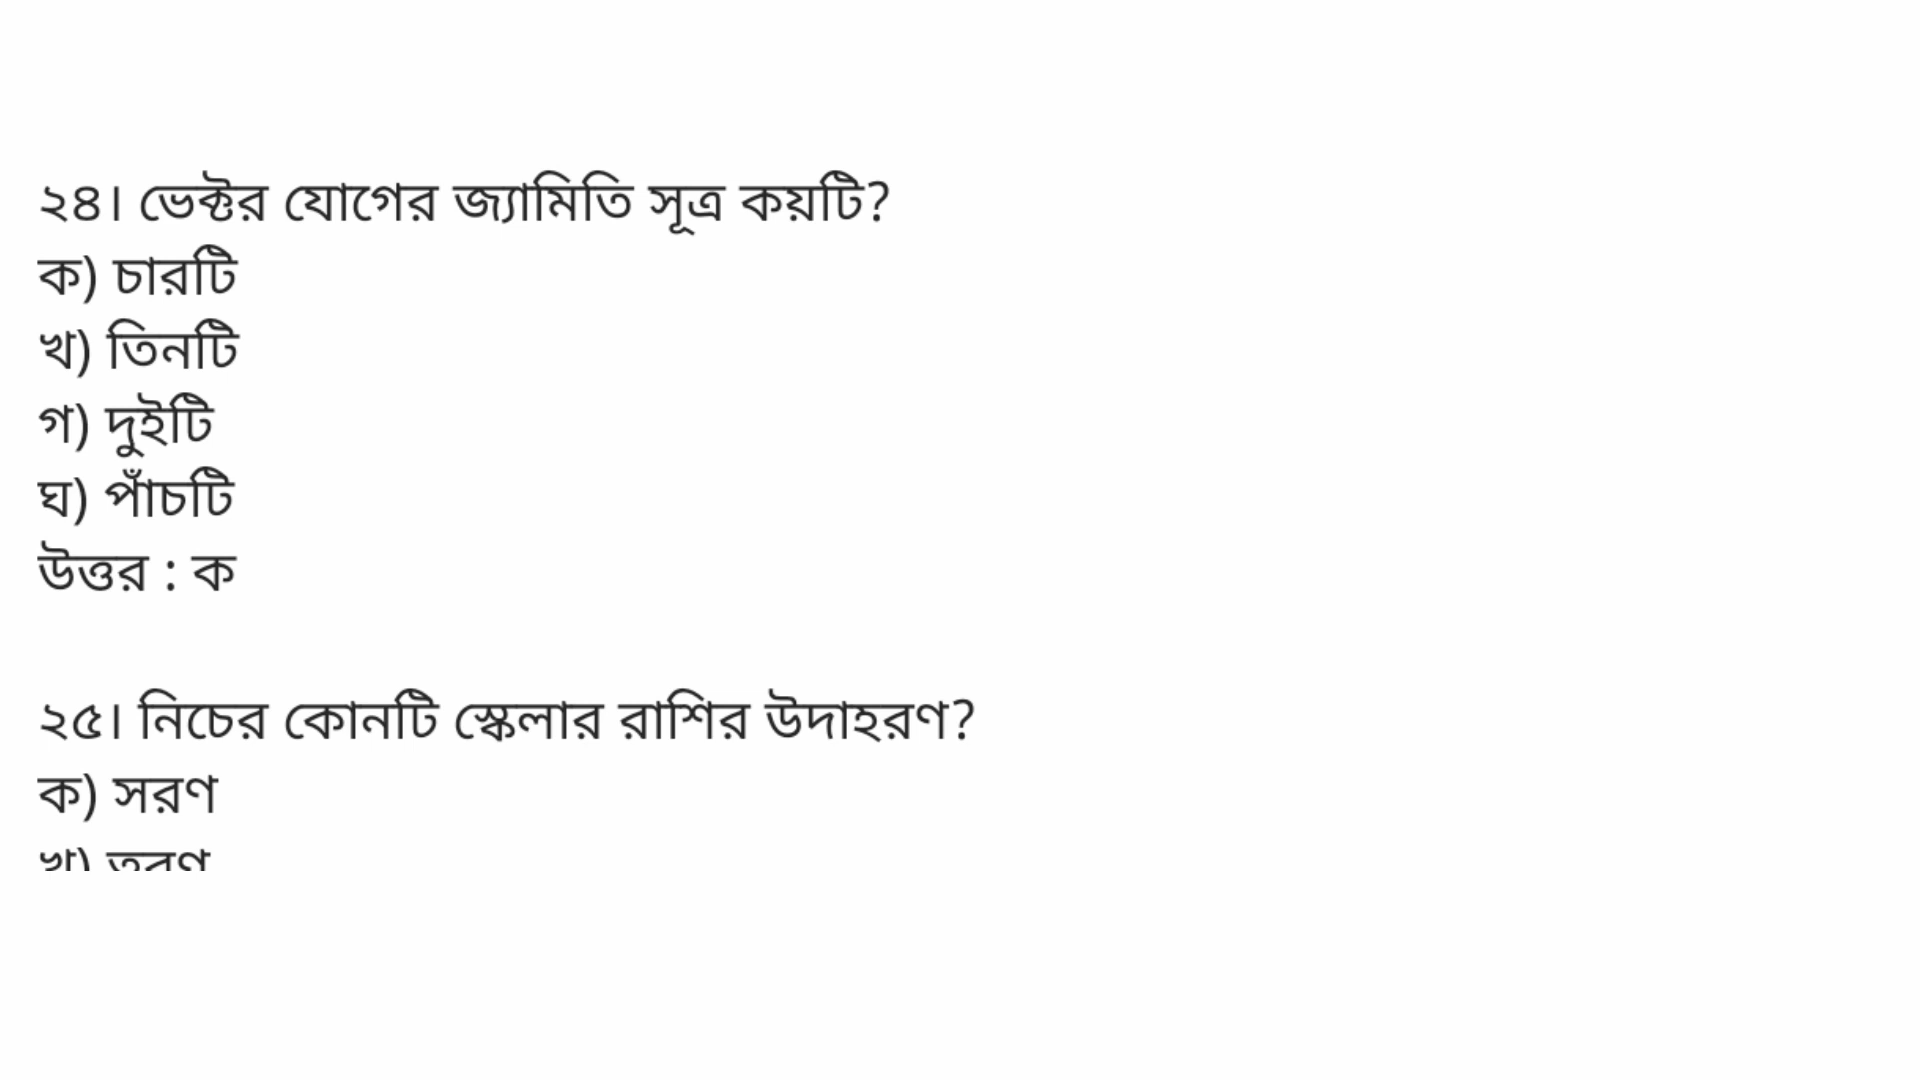 ২৪। ভেক্টর যোগের জ্যামিতি সূত্র কয়টি?
ক) চারটি
খ) তিনটি
গ) দুইটি
ঘ) পাঁচটি
উত্তর : ক
২৫। নিচের কোনটি স্কেলার রাশির উদাহরণ?
ক) সরণ
খ)